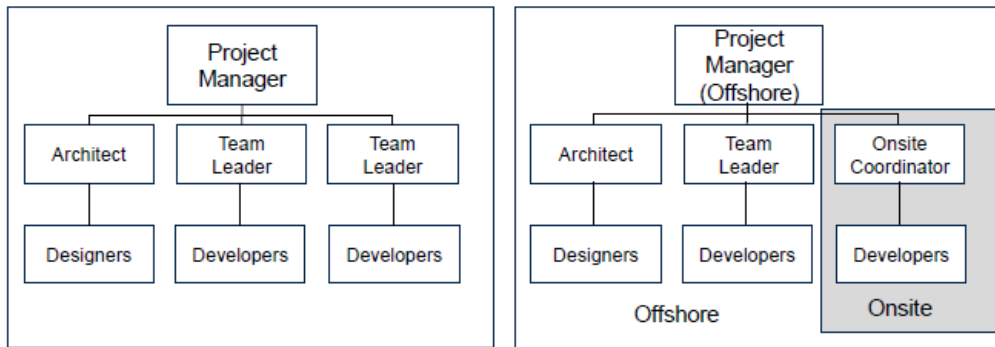 Project
Manager
Architect
Team
Leader
Team
Leader
Designers
Developers
Developers
Project
Manager
(Offshore)
Architect
Team
Leader
Onsite
Coordinator
Designers
Developers
Developers
Offshore
Onsite